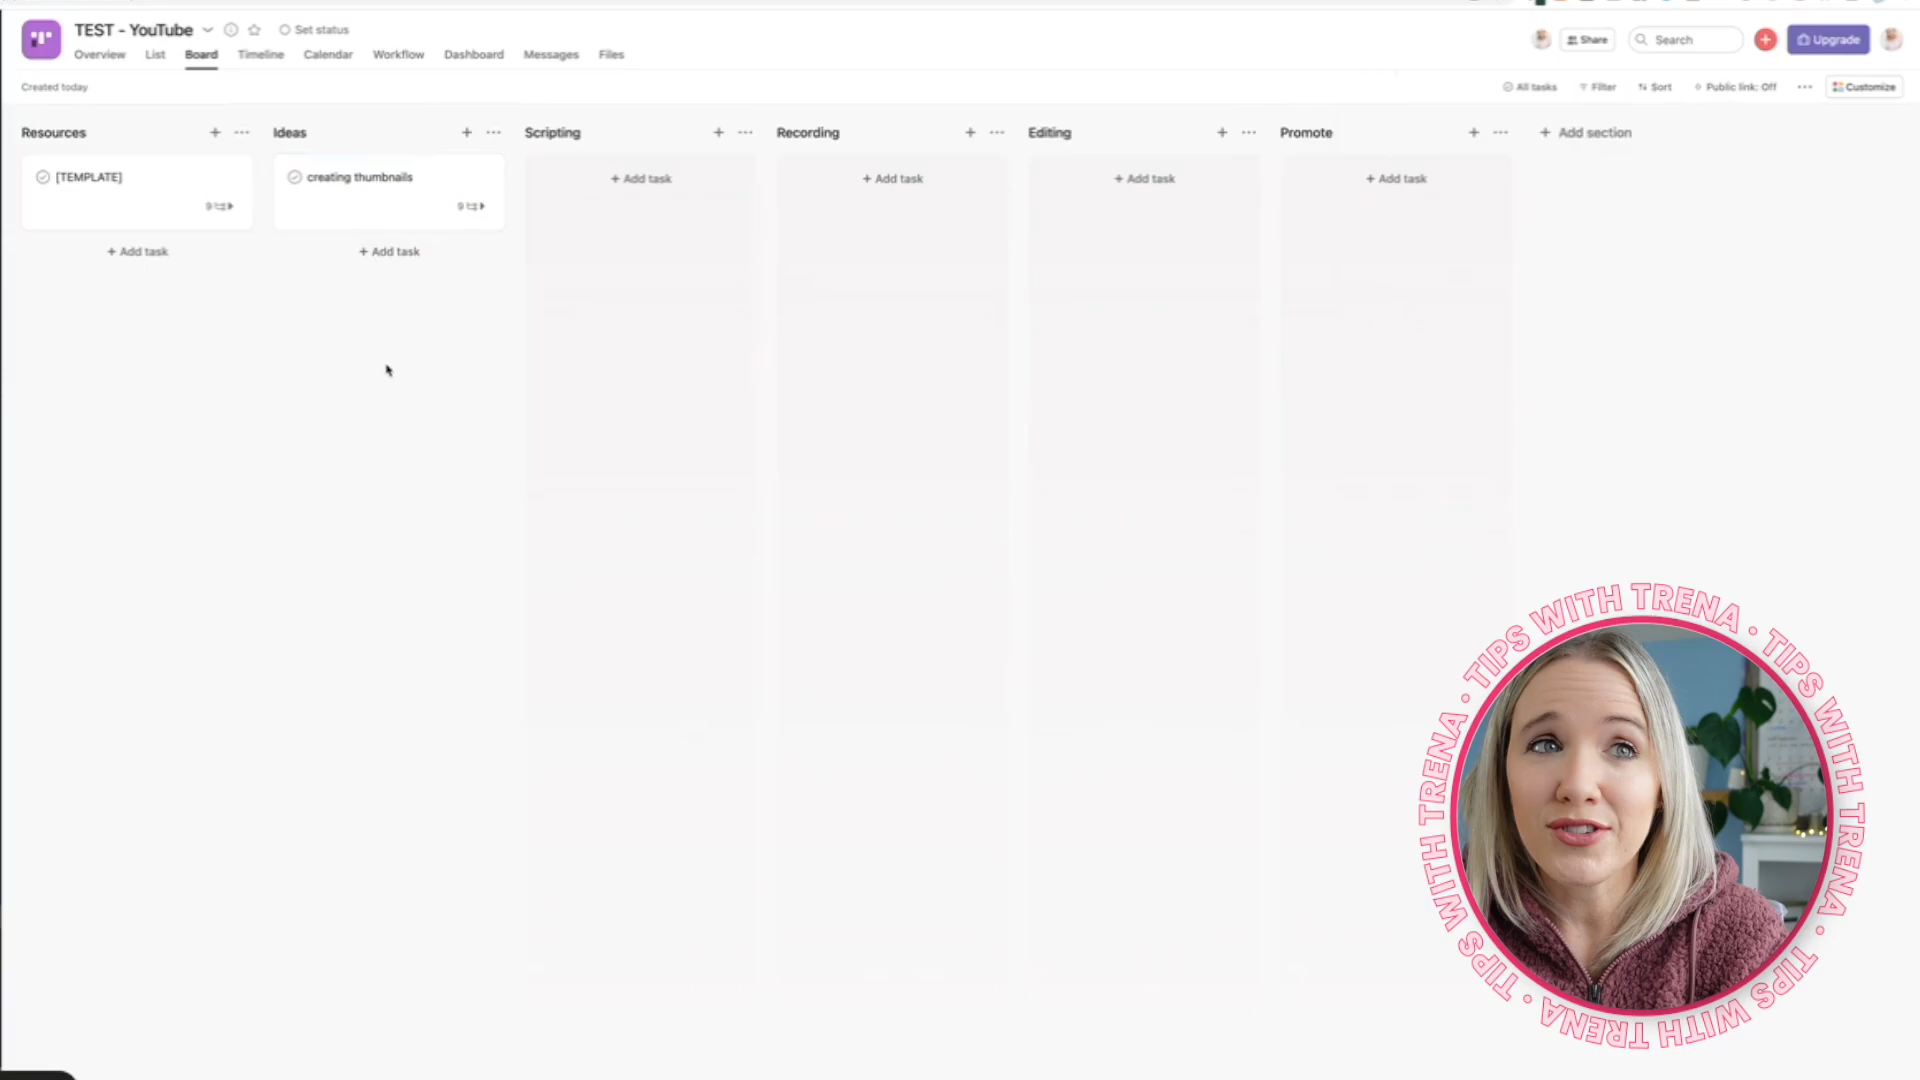 TEST - YouTube
Set status
Overview List Board Timeline Calendar Workflow Dashboard Messages Files
Share
Search
Upgrade
Created today
All tasks
Filter
Sort
Public link: Off
Customize
Resources
Ideas
Scripting
Recording
Editing
Promote
+ Add section
[TEMPLATE]
9
+ Add task
creating thumbnails
9
+ Add task
+ Add task
+ Add task
+ Add task
+ Add task
TIPS WITH TRENA • TIPS WITH TRENA • TIPS WITH TRENA • TIPS WITH TRENA •